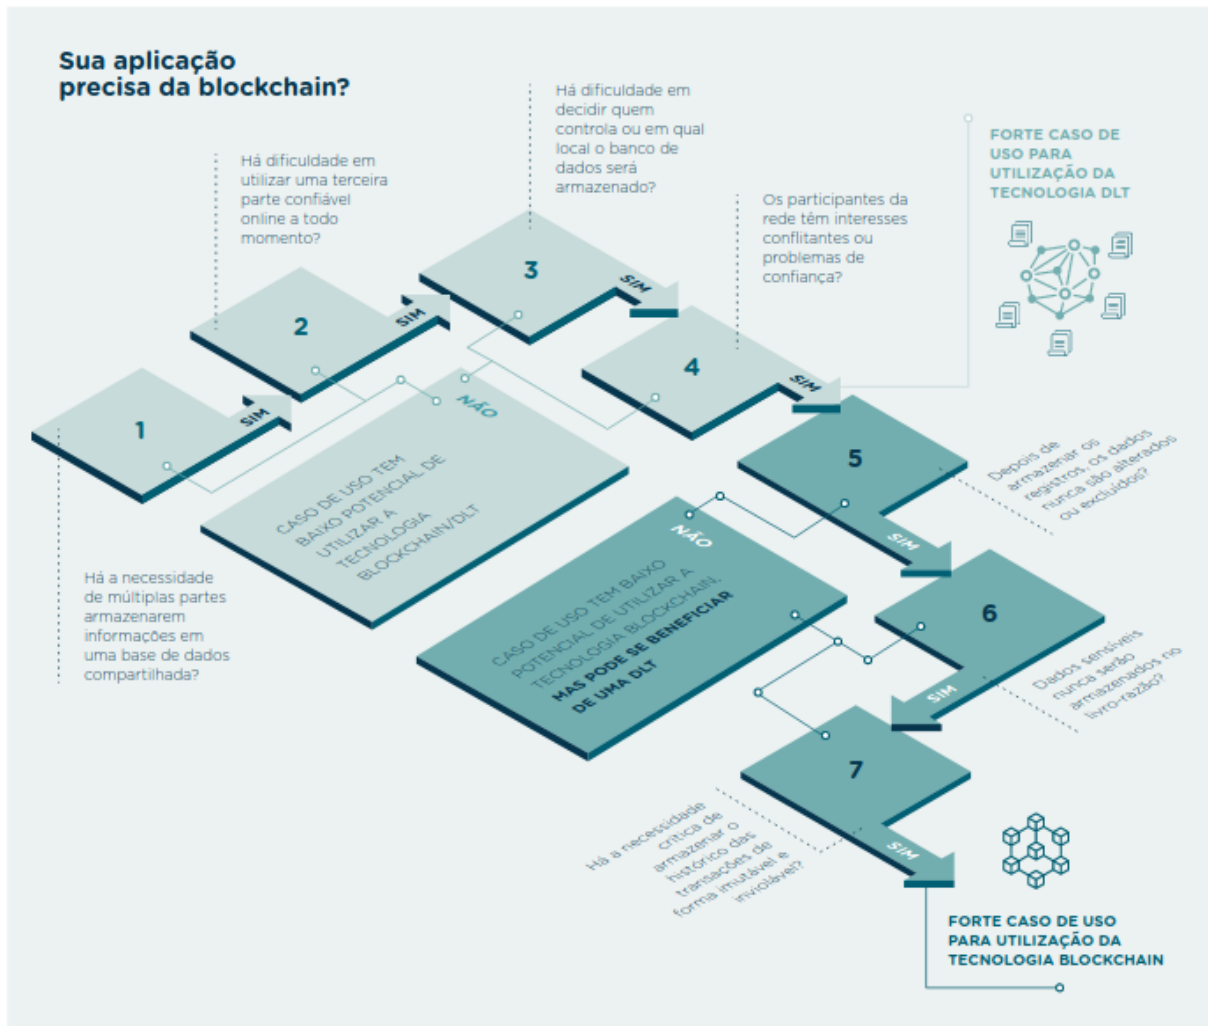 Sua aplicação
precisa da blockchain?
Há dificuldade em
utilizar uma terceira
parte confiável
online a todo
momento?
Há dificuldade em
decidir quem
controla ou em qual
local o banco de
dados será
armazenado?
Os participantes da
rede têm interesses
conflitantes ou
problemas de
confiança?
FORTE CASO DE
USO PARA
UTILIZAÇÃO DA
TECNOLOGIA DLT
1
SIM
2
SIM
3
SIM
4
SIM
Há a necessidade
de múltiplas partes
armazenarem
informações em
uma base de dados
compartilhada?
NÃO
CASO DE USO TEM
BAIXO POTENCIAL DE
UTILIZAR A
TECNOLOGIA
BLOCKCHAIN/DLT
5
SIM
Depois de
armazenar os
registros, os dados
nunca são alterados
ou excluídos?
NÃO
CASO DE USO TEM BAIXO
POTENCIAL DE UTILIZAR A
TECNOLOGIA BLOCKCHAIN,
MAS PODE SE BENEFICIAR
DE UMA DLT
6
SIM
Dados sensíveis
nunca serão
armazenados no
livro-razão?
7
SIM
Há a necessidade
crítica de
armazenar o
histórico das
transações de
forma imutável e
inviolável?
FORTE CASO DE USO
PARA UTILIZAÇÃO DA
TECNOLOGIA BLOCKCHAIN